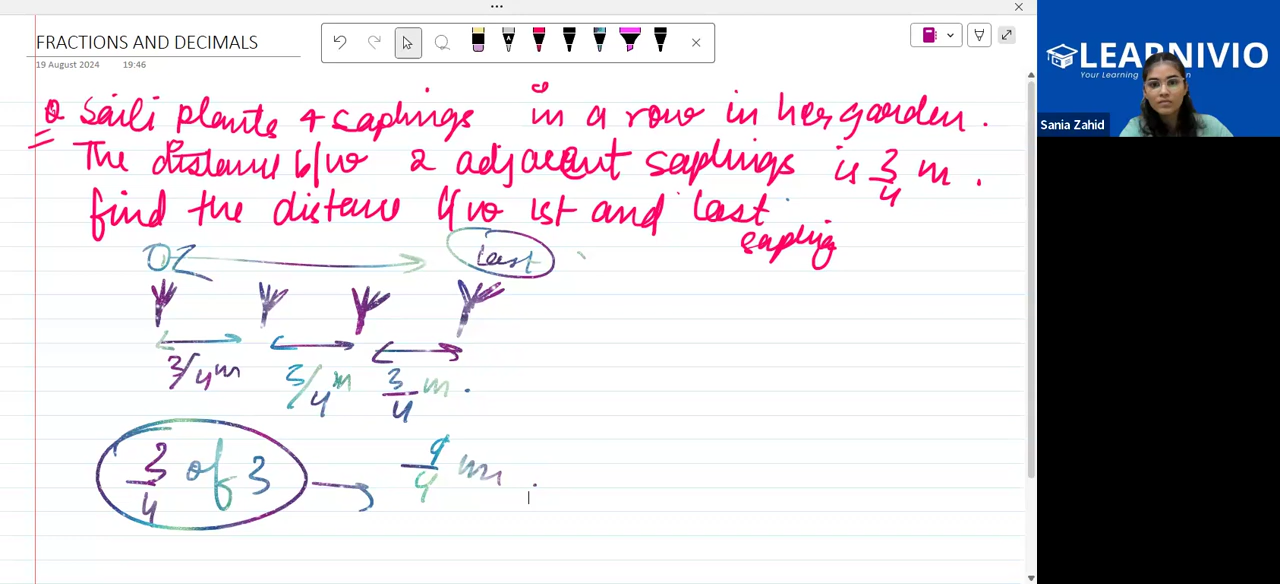 FRACTIONS AND DECIMALS
19 August 2024 19:46
LEARNIVIO
Your Learning
Sania Zahid
Q Saili plants 4 saplings in a row in her garden.
The distance b/w 2 adjacent saplings is 3/4 m.
find the distance b/w 1st and last
sapling
last
3/4 m 3/4 m 3/4 m.
3/4 of 3 → 9/4 m.